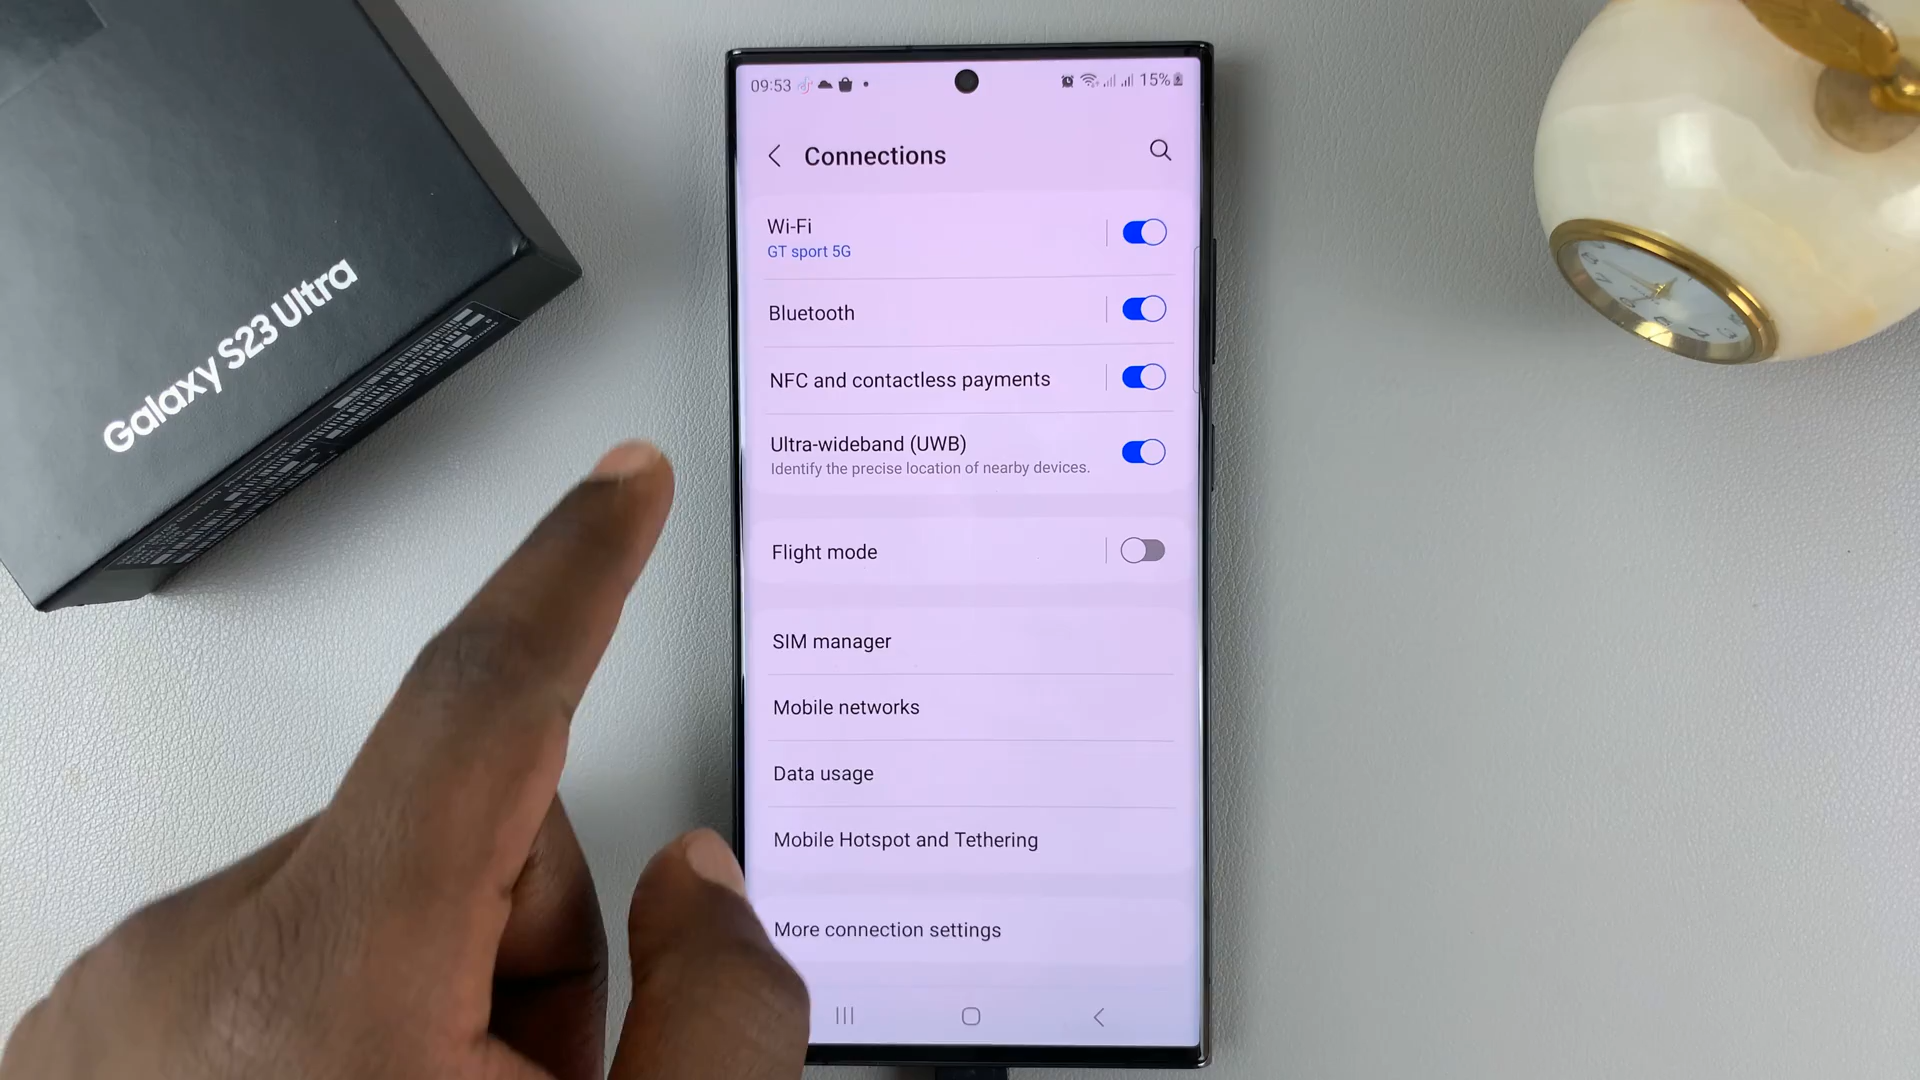 Galaxy S23 Ultra
09:53
15%
Connections
Wi-Fi
GT sport 5G
Bluetooth
NFC and contactless payments
Ultra-wideband (UWB)
Identify the precise location of nearby devices.
Flight mode
SIM manager
Mobile networks
Data usage
Mobile Hotspot and Tethering
More connection settings